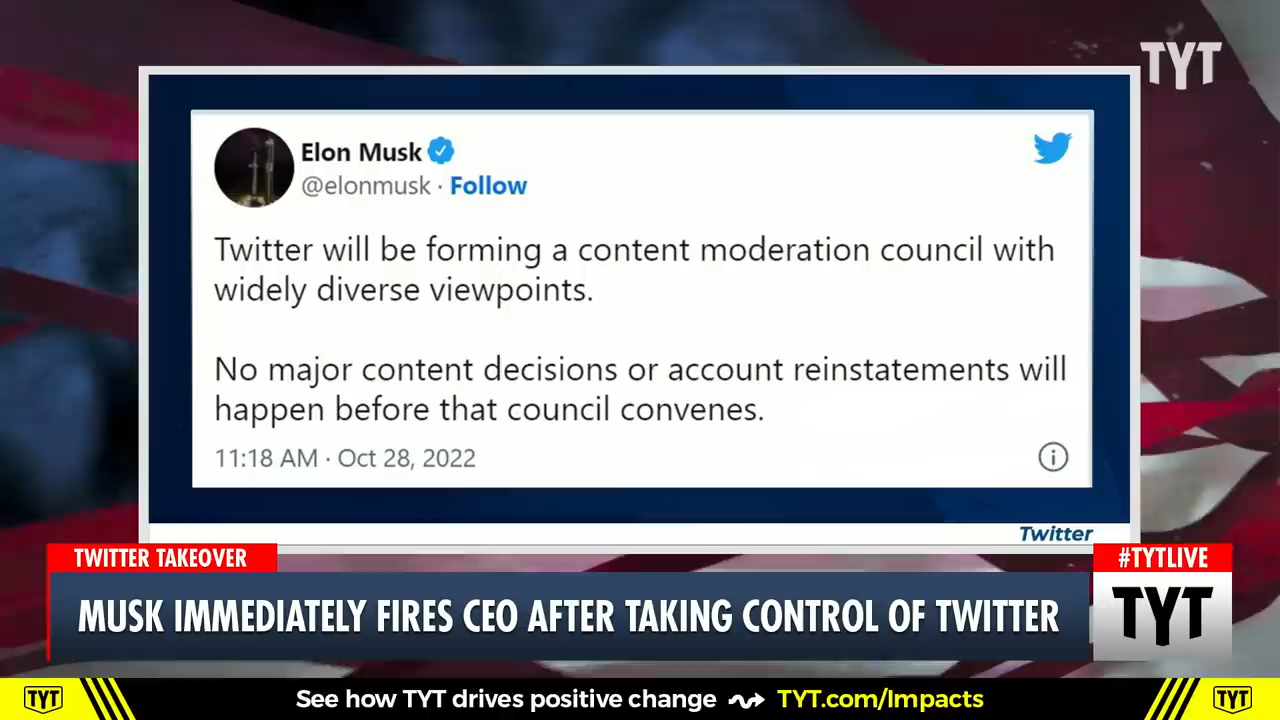 TYT
Elon Musk
@elonmusk · Follow
Twitter will be forming a content moderation council with
widely diverse viewpoints.
No major content decisions or account reinstatements will
happen before that council convenes.
11:18 AM · Oct 28, 2022
Twitter
TWITTER TAKEOVER
#TYTLIVE
MUSK IMMEDIATELY FIRES CEO AFTER TAKING CONTROL OF TWITTER
TYT
TYT
See how TYT drives positive change
TYT.com/Impacts
TYT